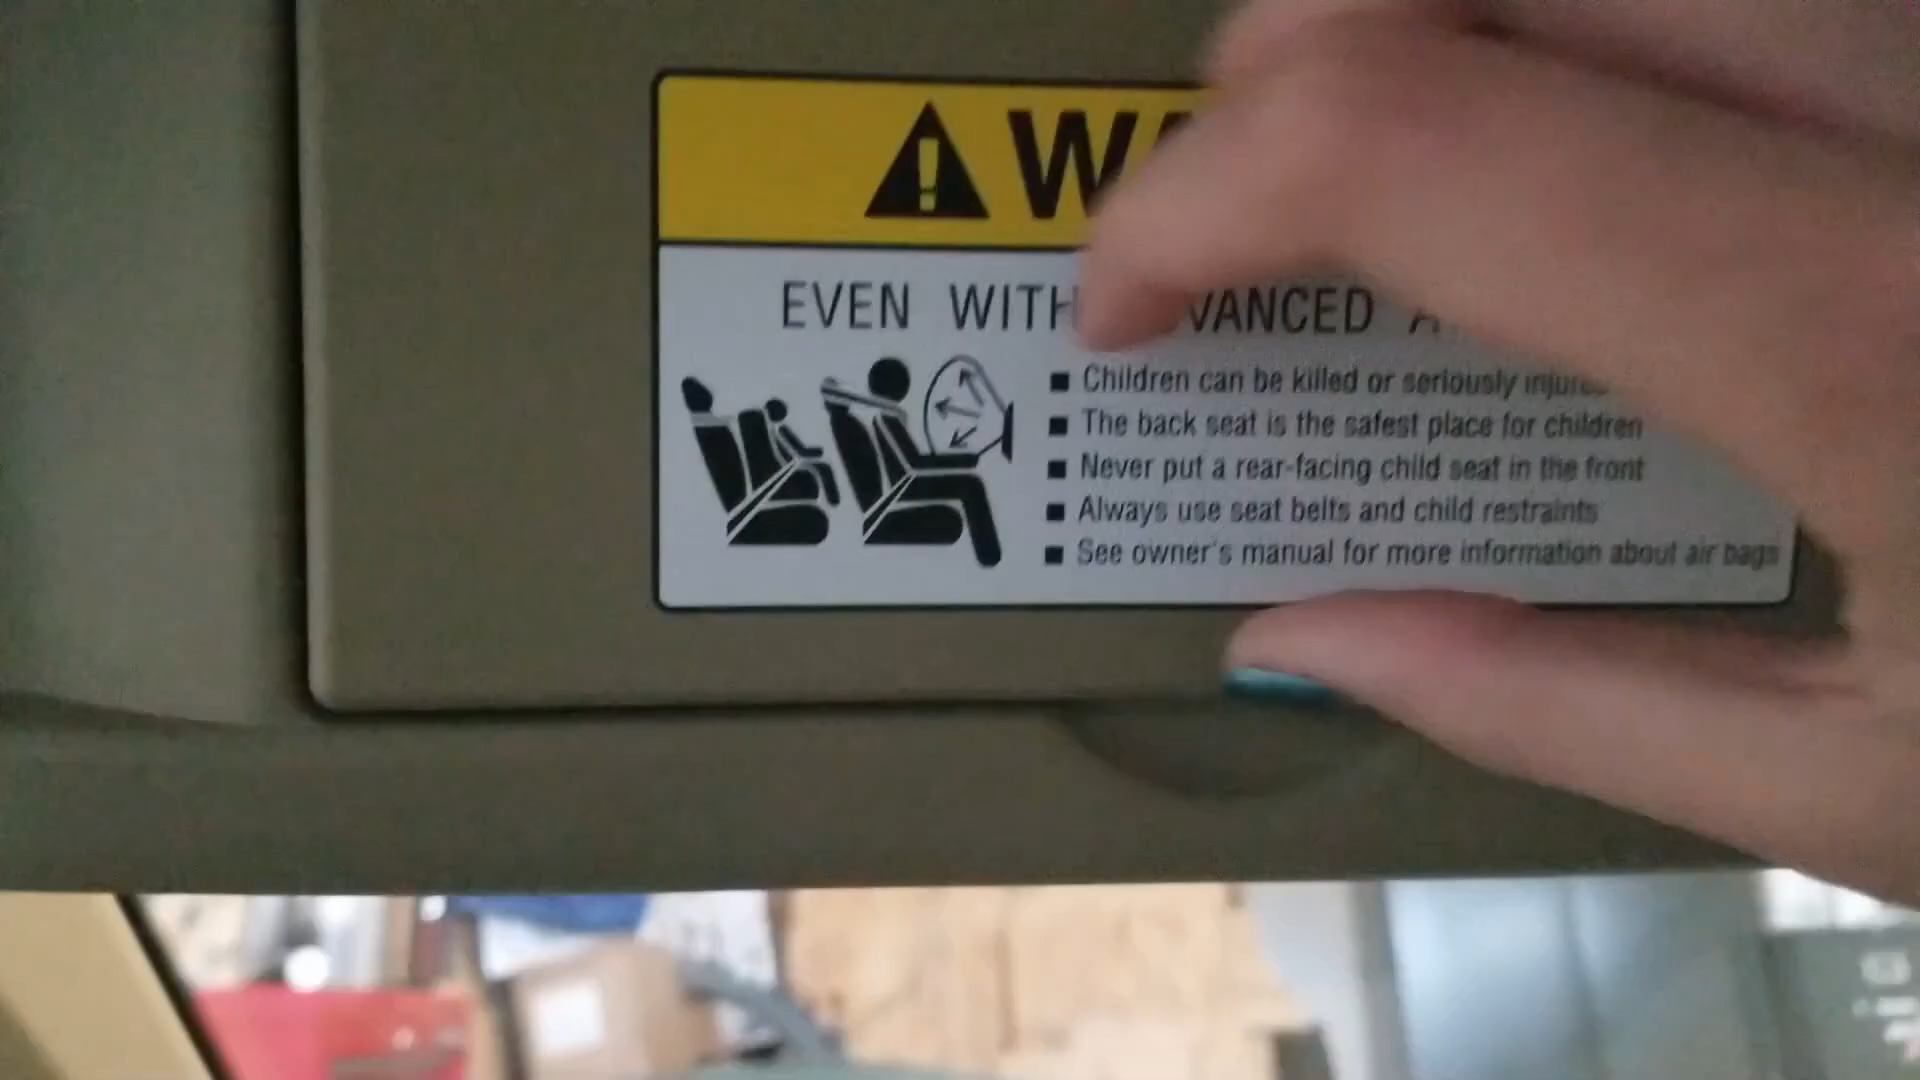 EVEN WITH
Children can be killed or seriously
The back seat is the safest place for children
Never put a rear-facing child seat in the front
Always use seat belts and child restraints
See owner's manual for more information about air bags